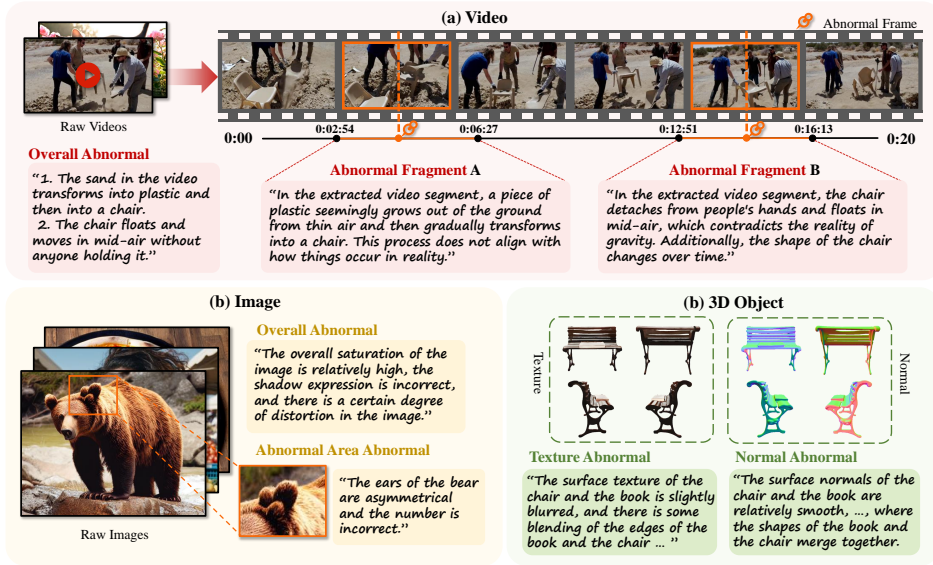 (a) Video
Abnormal Frame
Raw Videos
0:00
0:02:54
0:06:27
12:51
0:16:13
0:20
Overall Abnormal
“1. The sand in the video
transforms into plastic and
then into a chair.
2. The chair floats and
moves in mid-air without
anyone holding it.”
Abnormal Fragment A
“In the extracted video segment, a piece of
plastic seemingly grows out of the ground
from thin air and then gradually transforms
into a chair. This process does not align with
how things occur in reality.”
Abnormal Fragment B
“In the extracted video segment, the chair
detaches from people's hands and floats in
mid-air, which contradicts the reality of
gravity. Additionally, the shape of the chair
changes over time.”
(b) Image
Raw Images
Overall Abnormal
“The overall saturation of the
image is relatively high, the
shadow expression is incorrect,
and there is a certain degree
of distortion in the image.”
Abnormal Area Abnormal
“The ears of the bear
are asymmetrical
and the number is
incorrect.”
(b) 3D Object
Texture
Normal
Texture Abnormal
“The surface texture of the
chair and the book is slightly
blurred, and there is some
blending of the edges of the
book and the chair ... ”
Normal Abnormal
“The surface normals of the
chair and the book are
relatively smooth, ..., where
the shapes of the book and
the chair merge together.